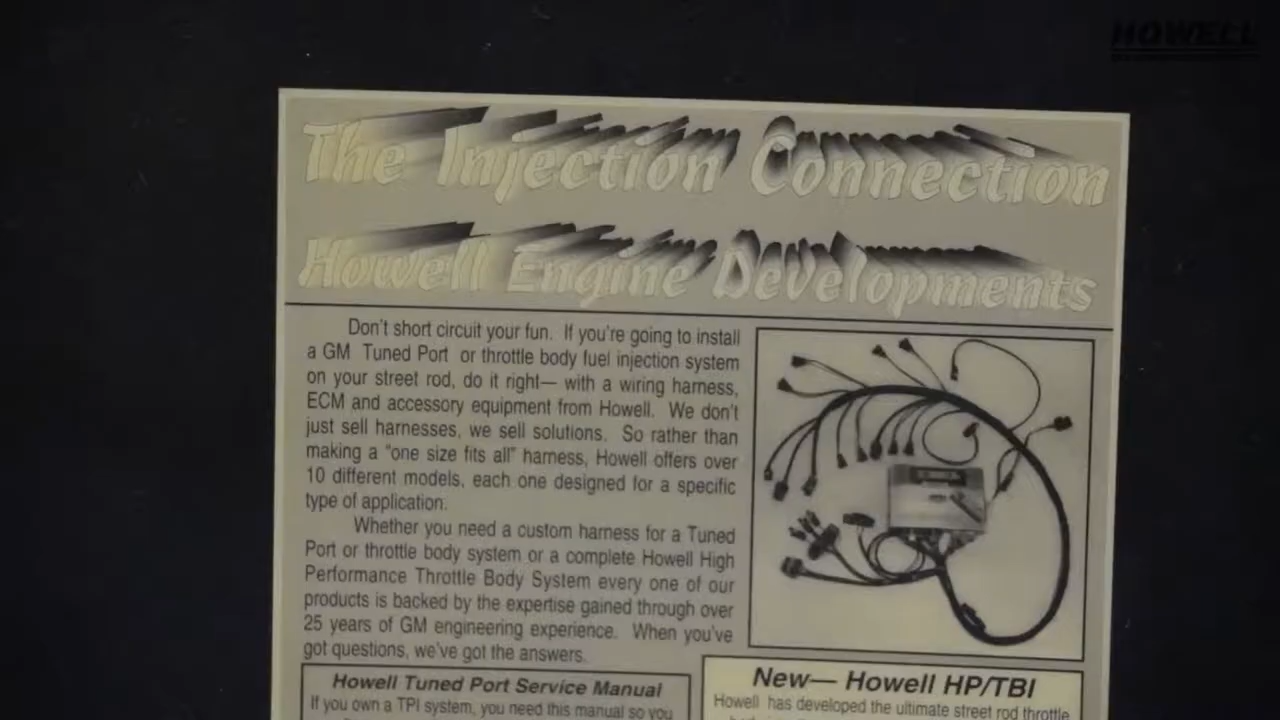 HOWELL
The Injection Connection
Howell Engine Developments
Don't short circuit your fun. If you're going to install
a GM Tuned Port or throttle body fuel injection system
on your street rod, do it right— with a wiring harness,
ECM and accessory equipment from Howell. We don't
just sell harnesses, we sell solutions. So rather than
making a "one size fits all" harness, Howell offers over
10 different models, each one designed for a specific
type of application.
Whether you need a custom harness for a Tuned
Port or throttle body system or a complete Howell High
Performance Throttle Body System every one of our
products is backed by the expertise gained through over
25 years of GM engineering experience. When you've
got questions, we've got the answers.
Howell Tuned Port Service Manual
If you own a TPI system, you need this manual so you
New— Howell HP/TBI
Howell has developed the ultimate street rod throttle